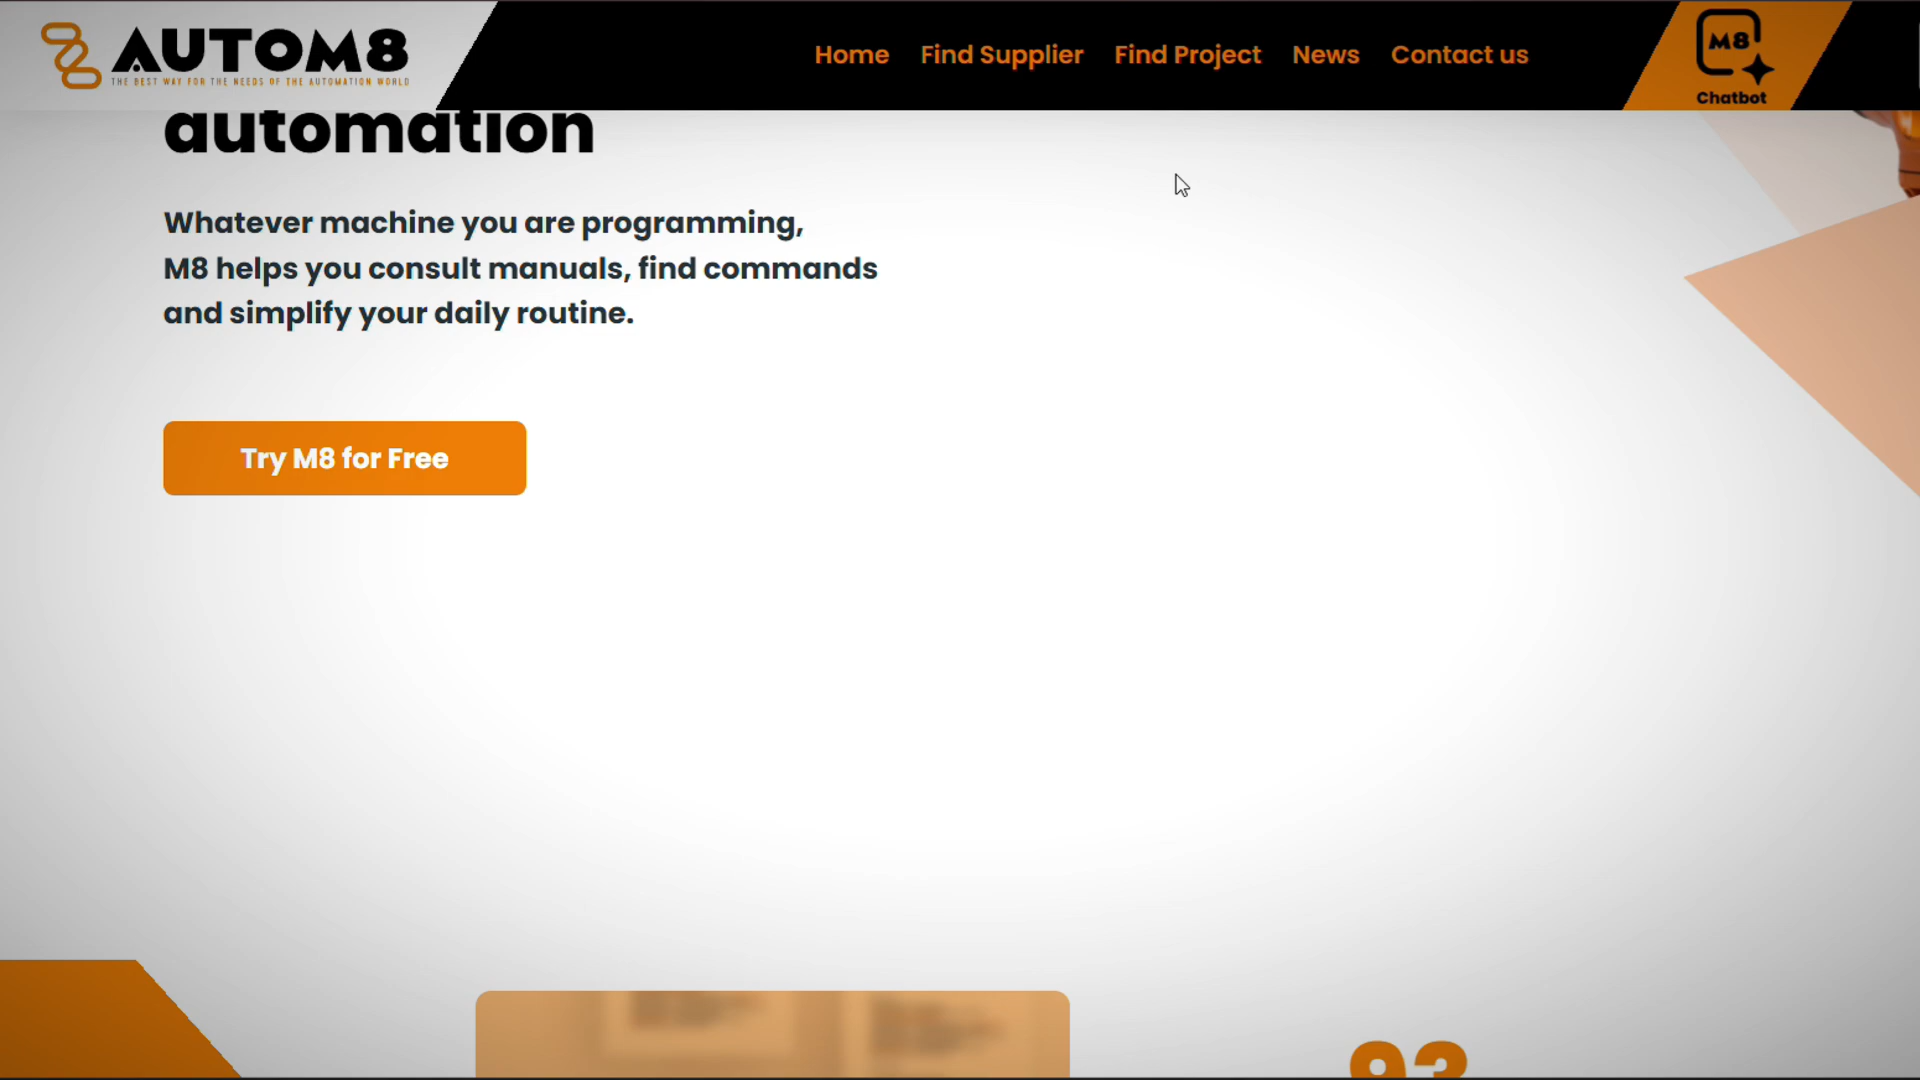 AUTOM8
THE BEST WAY FOR THE NEEDS OF THE AUTOMATION WORLD
Home
Find Supplier
Find Project
News
Contact us
M8
Chatbot
automation
Whatever machine you are programming,
M8 helps you consult manuals, find commands
and simplify your daily routine.
Try M8 for Free